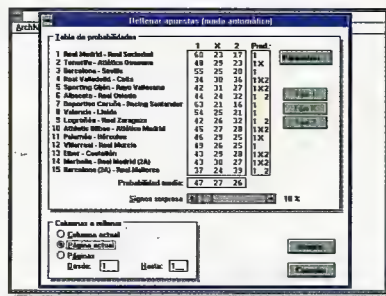 Rellenar apuestas (modo automático)
Archi
Tabla de probabilidades
1 X 2 Pred.
1 Real Madrid - Real Sociedad 60 23 17 1
2 Tenerife - Atlético Osasuna 48 29 23 1X
3 Barcelona - Sevilla 55 25 20 1
4 Real Valladolid - Celta 34 30 36 1X2
5 Sporting Gijón - Rayo Vallecano 42 31 27 1X2
6 Albacete - Real Oviedo 44 24 32 1 2
7 Deportivo Coruña - Racing Santander 63 21 16 1
8 Valencia - Lleida 54 25 21 1
9 Logroñés - Real Zaragoza 42 26 32 1 2
10 Athletic Bilbao - Atlético Madrid 45 27 28 1X2
11 Palamós - Hércules 46 29 25 1X
12 Villarreal - Real Murcia 49 26 25 1
13 Eibar - Castellón 43 29 28 1X2
14 Marbella - Real Madrid (2A) 43 30 27 1X2
15 Barcelona (2A) - Real Mallorca 37 24 39 1 2
Probabilidad media: 47 27 26
Signos sorpresa 10 %
Columnas a rellenar
Columna actual
Página actual
Páginas
Desde: 1 Hasta: 1